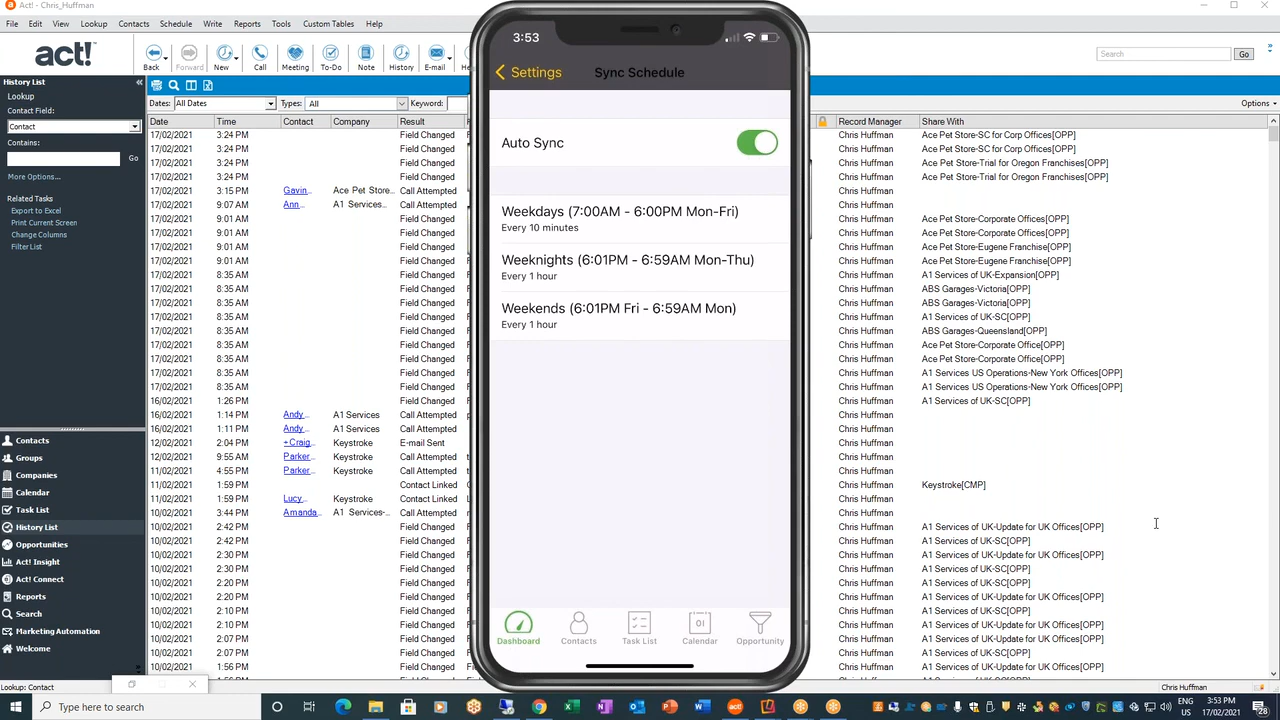 Act! - Chris_Huffman
File Edit View Lookup Contacts Schedule Write Reports Tools Custom Tables Help
act!
Back Forward New Call Meeting To-Do Note History E-mail
Search Go
History List
Lookup
Contact Field:
Contact
Contains:
Go
More Options...
Related Tasks
Export to Excel
Print Current Screen
Change Columns
Filter List
Contacts
Groups
Companies
Calendar
Task List
History List
Opportunities
Act! Insight
Act! Connect
Reports
Search
Marketing Automation
Welcome
Lookup: Contact
Dates: All Dates Types: All Keyword:
Options
Date Time Contact Company Result Record Manager Share With
17/02/2021 3:24 PM Field Changed Chris Huffman Ace Pet Store-SC for Corp Offices[OPP]
17/02/2021 3:24 PM Field Changed Chris Huffman Ace Pet Store-SC for Corp Offices[OPP]
17/02/2021 3:24 PM Field Changed Chris Huffman Ace Pet Store-Trial for Oregon Franchises[OPP]
17/02/2021 3:24 PM Field Changed Chris Huffman Ace Pet Store-Trial for Oregon Franchises[OPP]
17/02/2021 3:15 PM Gavin... Ace Pet Store... Call Attempted Chris Huffman
17/02/2021 9:07 AM Ann... A1 Services... Call Attempted Chris Huffman
17/02/2021 9:01 AM Field Changed Chris Huffman Ace Pet Store-Corporate Offices[OPP]
17/02/2021 9:01 AM Field Changed Chris Huffman Ace Pet Store-Corporate Offices[OPP]
17/02/2021 9:01 AM Field Changed Chris Huffman Ace Pet Store-Eugene Franchise[OPP]
17/02/2021 9:01 AM Field Changed Chris Huffman Ace Pet Store-Eugene Franchise[OPP]
17/02/2021 8:35 AM Field Changed Chris Huffman A1 Services of UK-Expansion[OPP]
17/02/2021 8:35 AM Field Changed Chris Huffman ABS Garages-Victoria[OPP]
17/02/2021 8:35 AM Field Changed Chris Huffman ABS Garages-Victoria[OPP]
17/02/2021 8:35 AM Field Changed Chris Huffman A1 Services of UK-SC[OPP]
17/02/2021 8:35 AM Field Changed Chris Huffman ABS Garages-Queensland[OPP]
17/02/2021 8:35 AM Field Changed Chris Huffman Ace Pet Store-Corporate Office[OPP]
17/02/2021 8:35 AM Field Changed Chris Huffman Ace Pet Store-Corporate Office[OPP]
17/02/2021 8:35 AM Field Changed Chris Huffman A1 Services US Operations-New York Offices[OPP]
17/02/2021 8:35 AM Field Changed Chris Huffman A1 Services US Operations-New York Offices[OPP]
16/02/2021 1:26 PM Field Changed Chris Huffman A1 Services of UK-SC[OPP]
16/02/2021 1:14 PM Andy... A1 Services Call Attempted Chris Huffman
16/02/2021 1:11 PM Andy... A1 Services Call Attempted Chris Huffman
12/02/2021 2:04 PM +Craig... Keystroke E-mail Sent Chris Huffman
12/02/2021 9:55 AM Parker... Keystroke Call Attempted Chris Huffman
11/02/2021 4:55 PM Parker... Keystroke Call Attempted Chris Huffman
11/02/2021 1:59 PM Contact Linked Chris Huffman Keystroke[CMP]
11/02/2021 1:59 PM Lucy... Keystroke Contact Linked Chris Huffman
10/02/2021 3:44 PM Amanda... A1 Services-... Call Attempted Chris Huffman
10/02/2021 2:42 PM Field Changed Chris Huffman A1 Services of UK-Update for UK Offices[OPP]
10/02/2021 2:42 PM Field Changed Chris Huffman A1 Services of UK-SC[OPP]
10/02/2021 2:30 PM Field Changed Chris Huffman A1 Services of UK-Update for UK Offices[OPP]
10/02/2021 2:30 PM Field Changed Chris Huffman A1 Services of UK-SC[OPP]
10/02/2021 2:20 PM Field Changed Chris Huffman A1 Services of UK-SC[OPP]
10/02/2021 2:20 PM Field Changed Chris Huffman A1 Services of UK-Update for UK Offices[OPP]
10/02/2021 2:10 PM Field Changed Chris Huffman A1 Services of UK-SC[OPP]
10/02/2021 2:10 PM Field Changed Chris Huffman A1 Services of UK-Update for UK Offices[OPP]
10/02/2021 2:07 PM Field Changed Chris Huffman A1 Services of UK-Update for UK Offices[OPP]
10/02/2021 2:07 PM Field Changed Chris Huffman A1 Services of UK-SC[OPP]
10/02/2021 1:56 PM Field Changed Chris Huffman A1 Services of UK-Update for UK Offices[OPP]
3:53
Settings Sync Schedule
Auto Sync
Weekdays (7:00AM - 6:00PM Mon-Fri)
Every 10 minutes
Weeknights (6:01PM - 6:59AM Mon-Thu)
Every 1 hour
Weekends (6:01PM Fri - 6:59AM Mon)
Every 1 hour
Dashboard Contacts Task List Calendar Opportunity
Chris Huffman
Type here to search
ENG
US
3:53 PM
17/02/2021
28